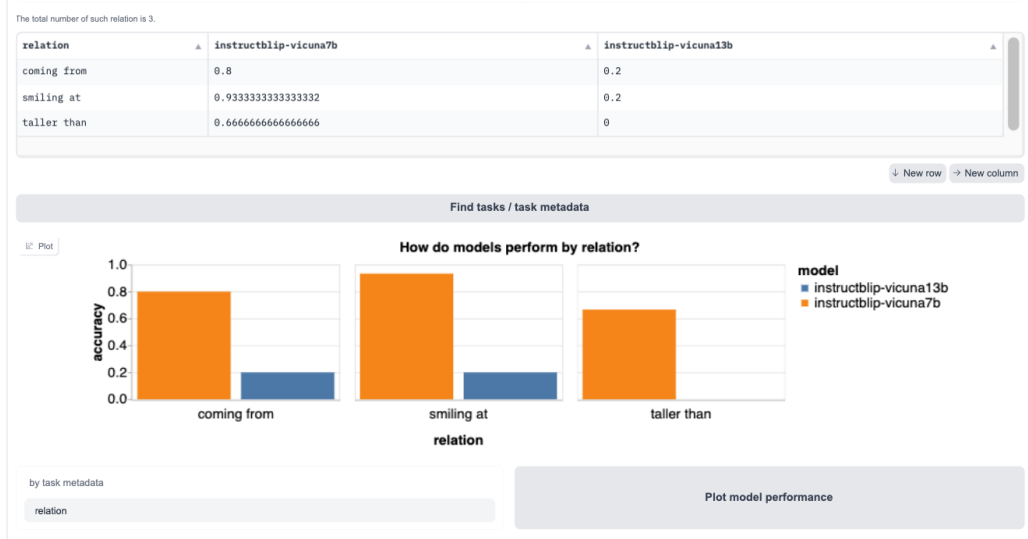 The total number of such relation is 3.
relation ▲ instructblip-vicuna7b ▲ instructblip-vicuna13b ▲
coming from 0.8 0.2
smiling at 0.9333333333333332 0.2
taller than 0.6666666666666666 0
↓ New row → New column
Find tasks / task metadata
Plot
How do models perform by relation?
1.0
0.8
0.6
0.4
0.2
0.0
accuracy
coming from smiling at taller than
relation
model
instructblip-vicuna13b
instructblip-vicuna7b
by task metadata
relation
Plot model performance